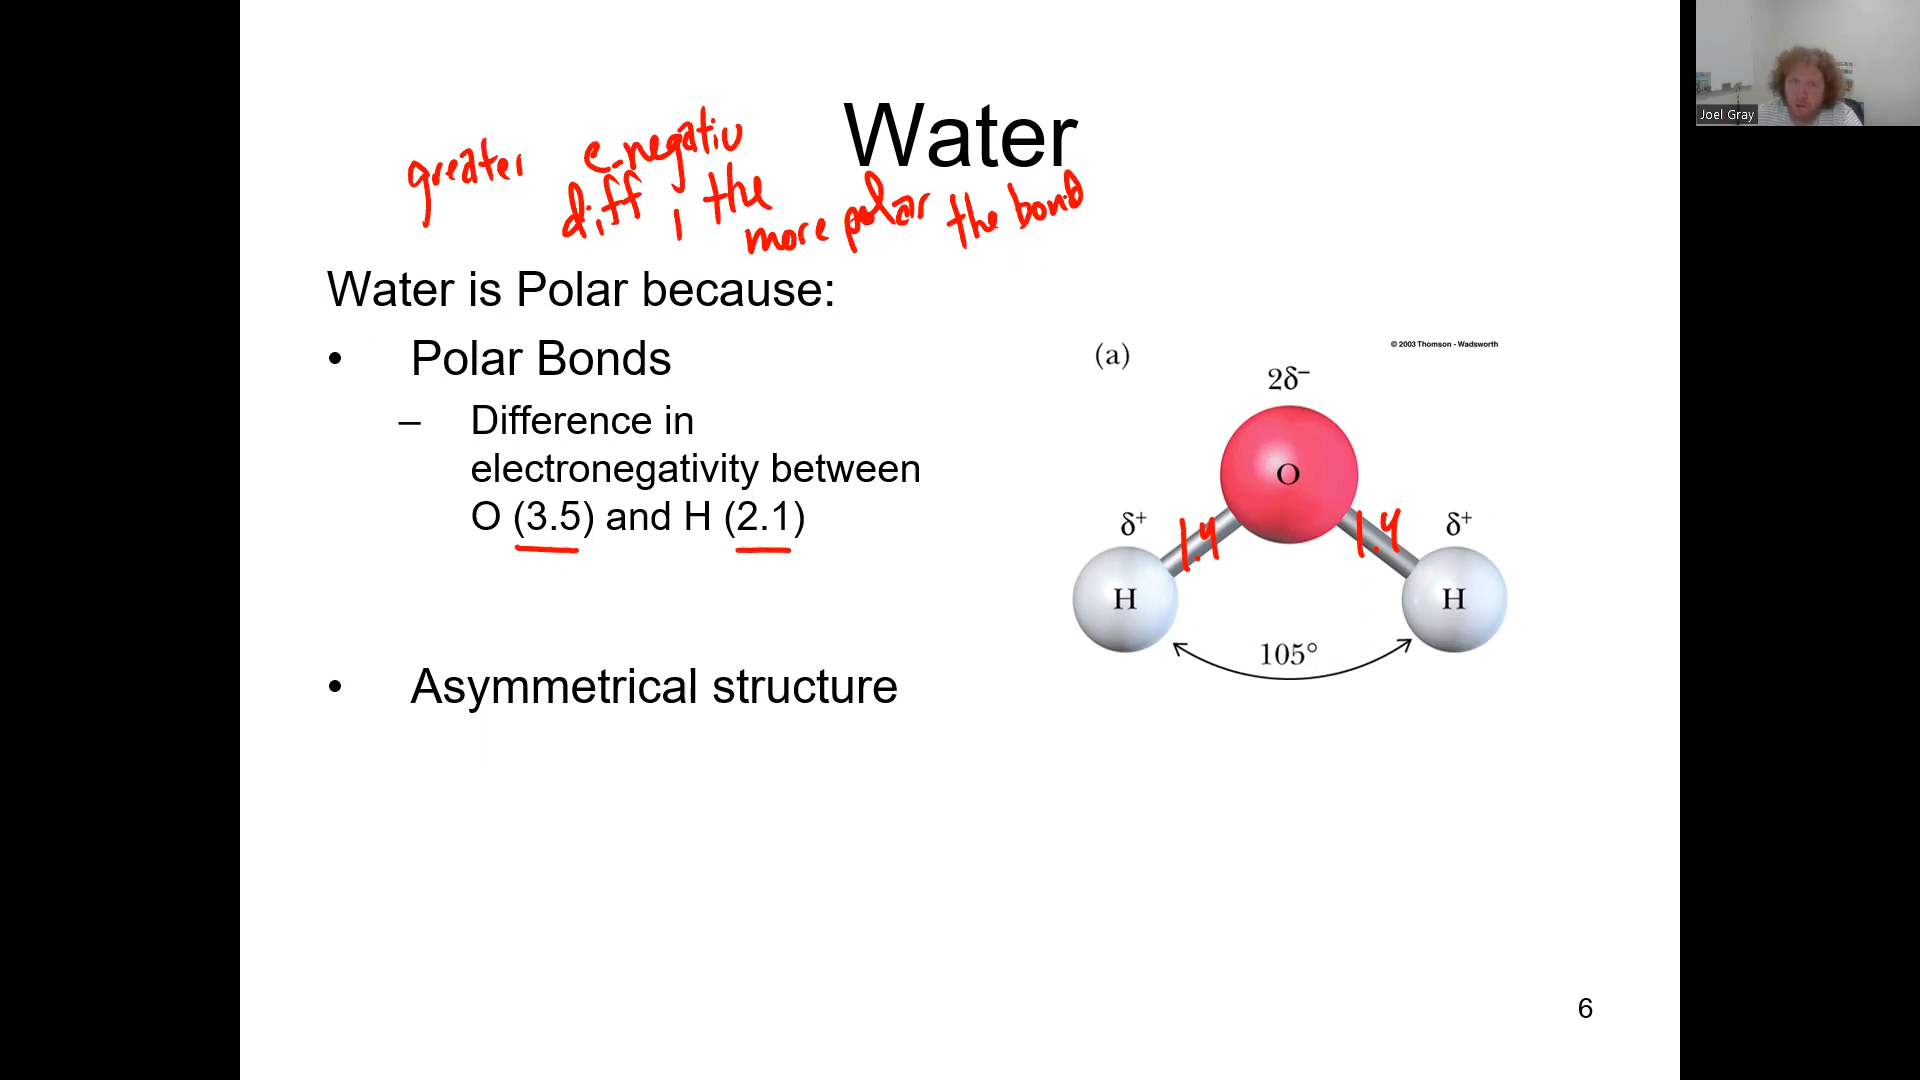 Water
greater e.negativ
diff, the
more polar the bond
Water is Polar because:
• Polar Bonds
– Difference in
electronegativity between
O (3.5) and H (2.1)
• Asymmetrical structure
(a)
© 2003 Thomson - Wadsworth
2δ⁻
O
δ⁺ 1.4 1.4 δ⁺
H H
105°
6
Joel Gray